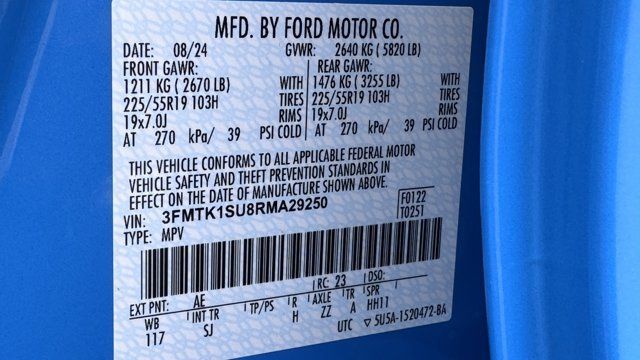 MFD. BY FORD MOTOR CO.
DATE: 08/24 GVWR: 2640 KG ( 5820 LB)
FRONT GAWR: REAR GAWR:
1211 KG ( 2670 LB) WITH 1476 KG ( 3255 LB) WITH
225/55R19 103H TIRES 225/55R19 103H TIRES
19x7.0J RIMS 19x7.0J RIMS
AT 270 kPa/ 39 PSI COLD AT 270 kPa/ 39 PSI COLD
THIS VEHICLE CONFORMS TO ALL APPLICABLE FEDERAL MOTOR
VEHICLE SAFETY AND THEFT PREVENTION STANDARDS IN
EFFECT ON THE DATE OF MANUFACTURE SHOWN ABOVE.
VIN: 3FMTK1SU8RMA29250 F0122
TYPE: MPV T0251
EXT PNT: AE RC: 23 DSO:
WB INT TR TP/PS R AXLE TR SPR
117 SJ H ZZ A HH11
UTC ▽ 5U5A-1520472-BA